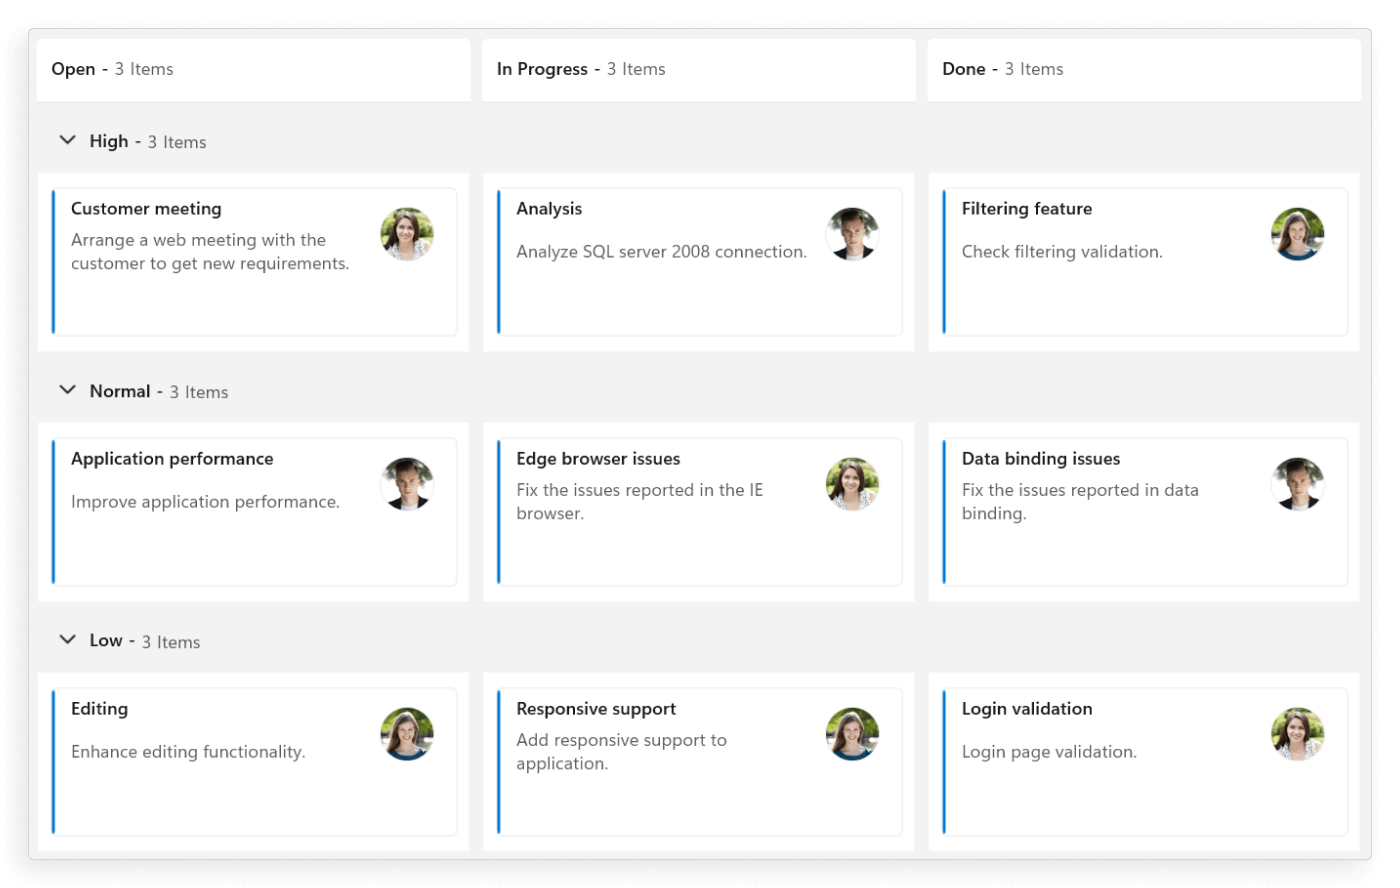 Open - 3 Items
In Progress - 3 Items
Done - 3 Items
High - 3 Items
Customer meeting
Arrange a web meeting with the
customer to get new requirements.
Analysis
Analyze SQL server 2008 connection.
Filtering feature
Check filtering validation.
Normal - 3 Items
Application performance
Improve application performance.
Edge browser issues
Fix the issues reported in the IE
browser.
Data binding issues
Fix the issues reported in data
binding.
Low - 3 Items
Editing
Enhance editing functionality.
Responsive support
Add responsive support to
application.
Login validation
Login page validation.